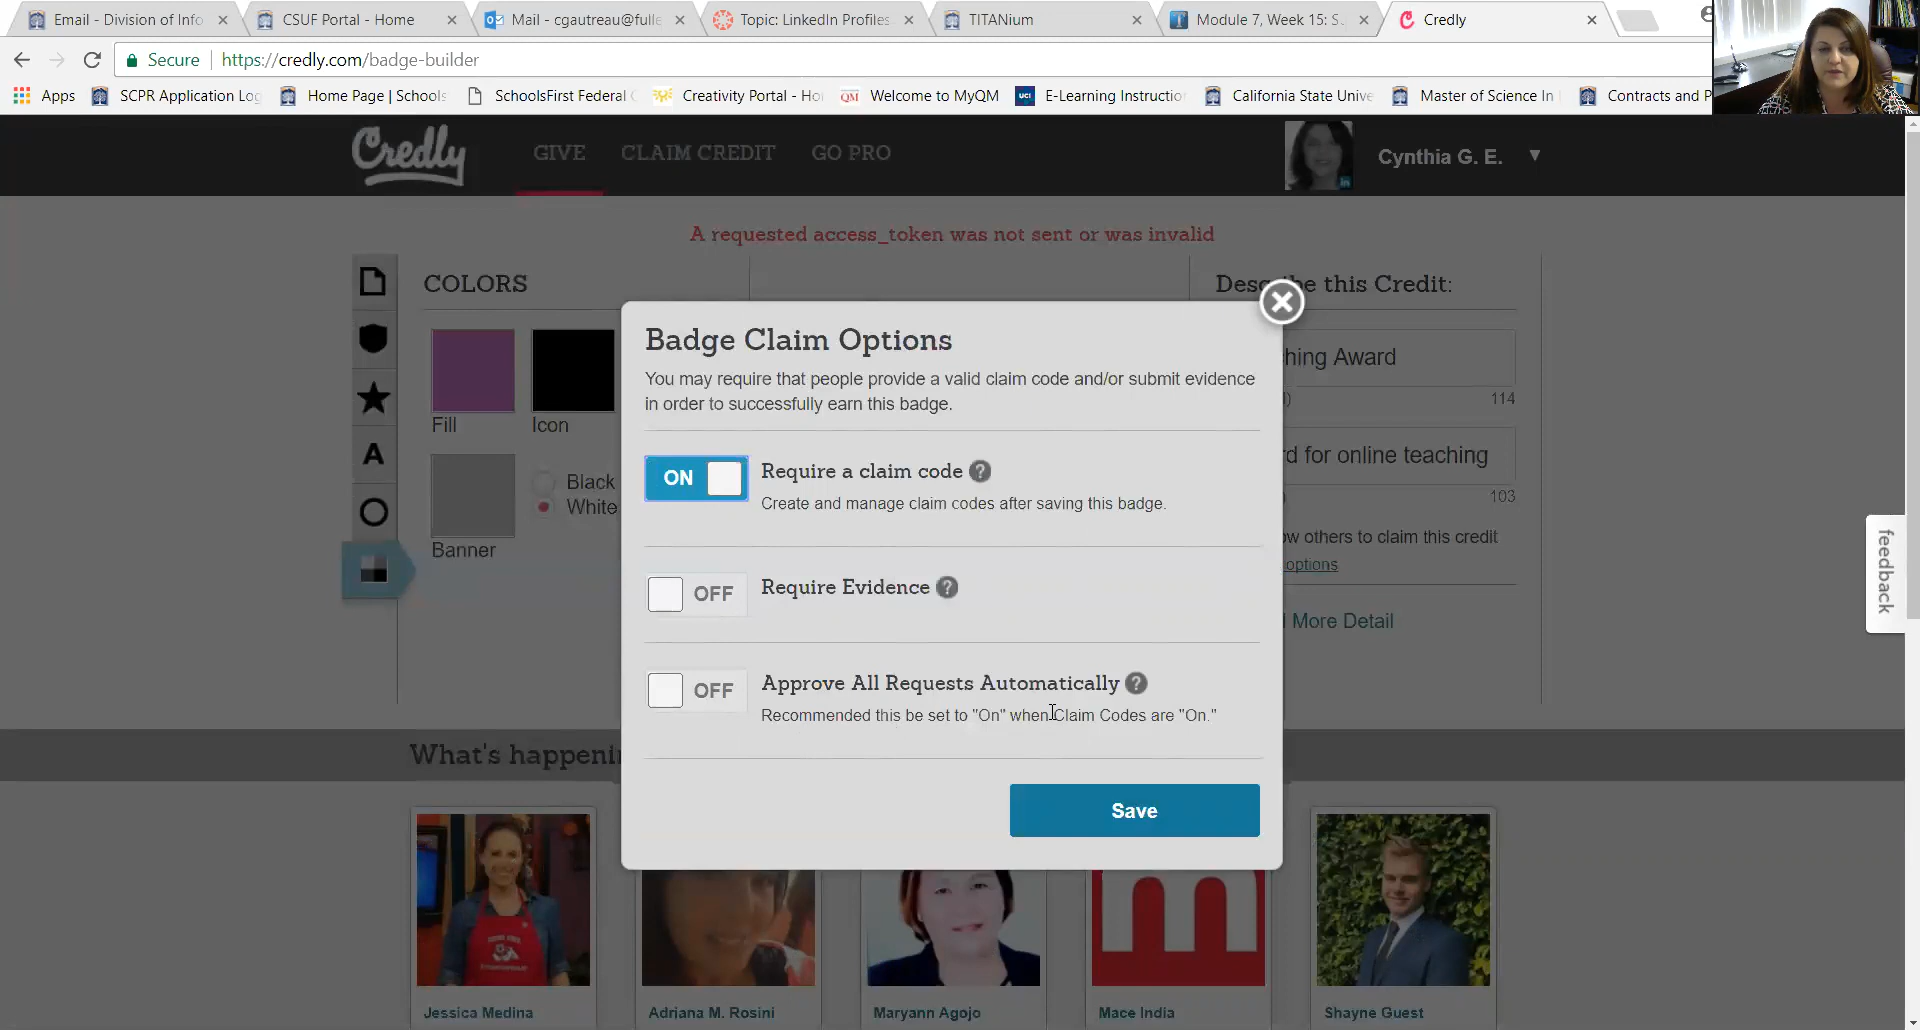 Email - Division of Info
CSUF Portal - Home
Mail - cgautreau@fulle
Topic: LinkedIn Profiles
TITANium
Module 7, Week 15: S
Credly
Secure
https://credly.com/badge-builder
Apps
SCPR Application Log
Home Page | Schools
SchoolsFirst Federal
Creativity Portal - Ho
QM
Welcome to MyQM
UCI
E-Learning Instructio
California State Unive
Master of Science In
Contracts and P
Credly
GIVE
CLAIM CREDIT
GO PRO
in
Cynthia G. E.
A requested access_token was not sent or was invalid
COLORS
Fill
Icon
Black
White
Banner
A
Describe this Credit:
hing Award
114
d for online teaching
103
w others to claim this credit
options
More Detail
Badge Claim Options
You may require that people provide a valid claim code and/or submit evidence
in order to successfully earn this badge.
ON
Require a claim code ?
Create and manage claim codes after saving this badge.
OFF
Require Evidence ?
OFF
Approve All Requests Automatically ?
Recommended this be set to "On" when Claim Codes are "On."
Save
feedback
What's happenin
Jessica Medina
Adriana M. Rosini
Maryann Agojo
Mace India
Shayne Guest